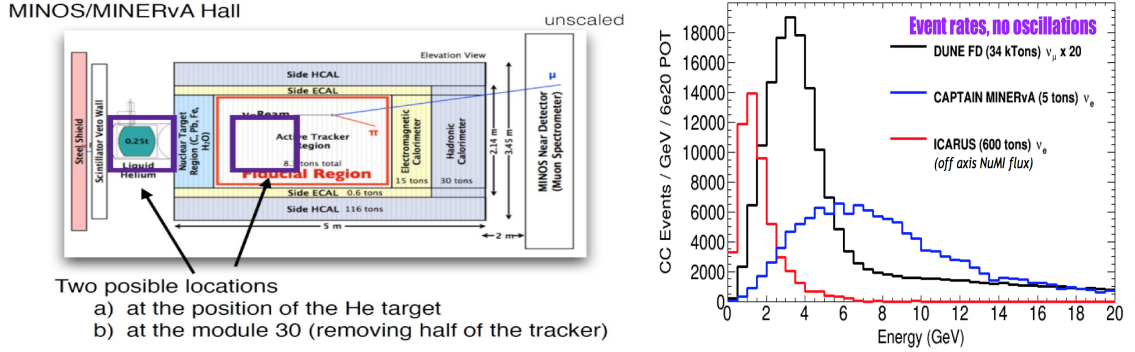 MINOS/MINERvA Hall
unscaled
Elevation View
Side HCAL
Side ECAL
Steel Shield
Scintillator Veto Wall
0.25t
Liquid
Helium
Nuclear Target
Region (C, Pb, Fe,
H₂O)
Active Tracker
Region
tons total
Fiducial Region
π
μ
Electromagnetic
Calorimeter
15 tons
Hadronic
Calorimeter
30 tons
2.14 m
3.45 m
MINOS Near Detector
(Muon Spectrometer)
Side ECAL 0.6 tons
Side HCAL 116 tons
5 m
2 m
Two posible locations
a) at the position of the He target
b) at the module 30 (removing half of the tracker)
Event rates, no oscillations
DUNE FD (34 kTons) νμ x 20
CAPTAIN MINERvA (5 tons) νe
ICARUS (600 tons) νe
(off axis NuMI flux)
CC Events / GeV / 6e20 POT
18000
16000
14000
12000
10000
8000
6000
4000
2000
0
0 2 4 6 8 10 12 14 16 18 20
Energy (GeV)